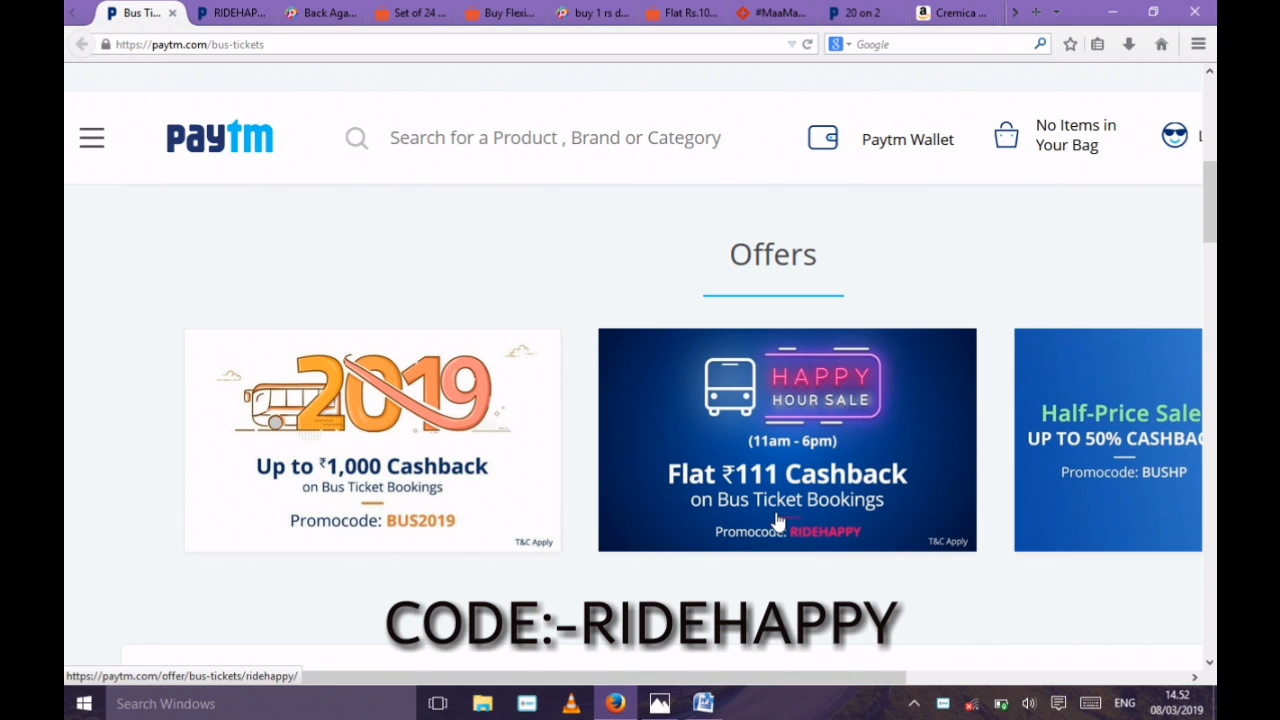 Bus Ti...
RIDEHAP...
Back Aga...
Set of 24 ...
Buy Flexi...
buy 1 rs d...
Flat Rs.10...
#MaaMa...
20 on 2
Cremica ...
https://paytm.com/bus-tickets
Google
paytm
Search for a Product , Brand or Category
Paytm Wallet
No Items in
Your Bag
L
Offers
2019
Up to ₹1,000 Cashback
on Bus Ticket Bookings
Promocode: BUS2019
T&C Apply
HAPPY
HOUR SALE
(11am - 6pm)
Flat ₹111 Cashback
on Bus Ticket Bookings
Promocode: RIDEHAPPY
T&C Apply
Half-Price Sale
UP TO 50% CASHBAC
Promocode: BUSHP
CODE:-RIDEHAPPY
https://paytm.com/offer/bus-tickets/ridehappy/
Search Windows
ENG
14.52
08/03/2019